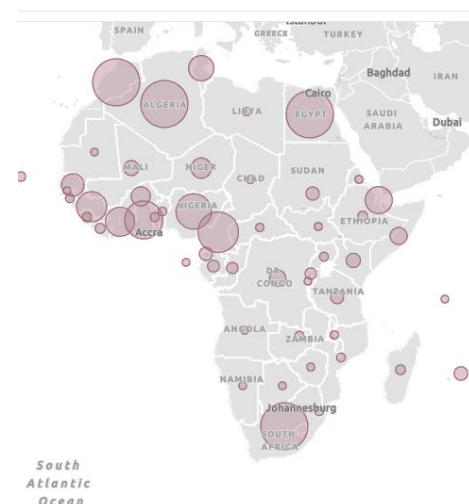 Istanbul
SPAIN
GREECE
TURKEY
Baghdad
IRAN
Cairo
ALGERIA
LIBYA
EGYPT
SAUDI
ARABIA
Dubai
MALI
NIGER
CHAD
SUDAN
NIGERIA
ETHIOPIA
Accra
DR
CONGO
TANZANIA
ANGOLA
ZAMBIA
NAMIBIA
Johannesburg
SOUTH
AFRICA
South
Atlantic
Ocean